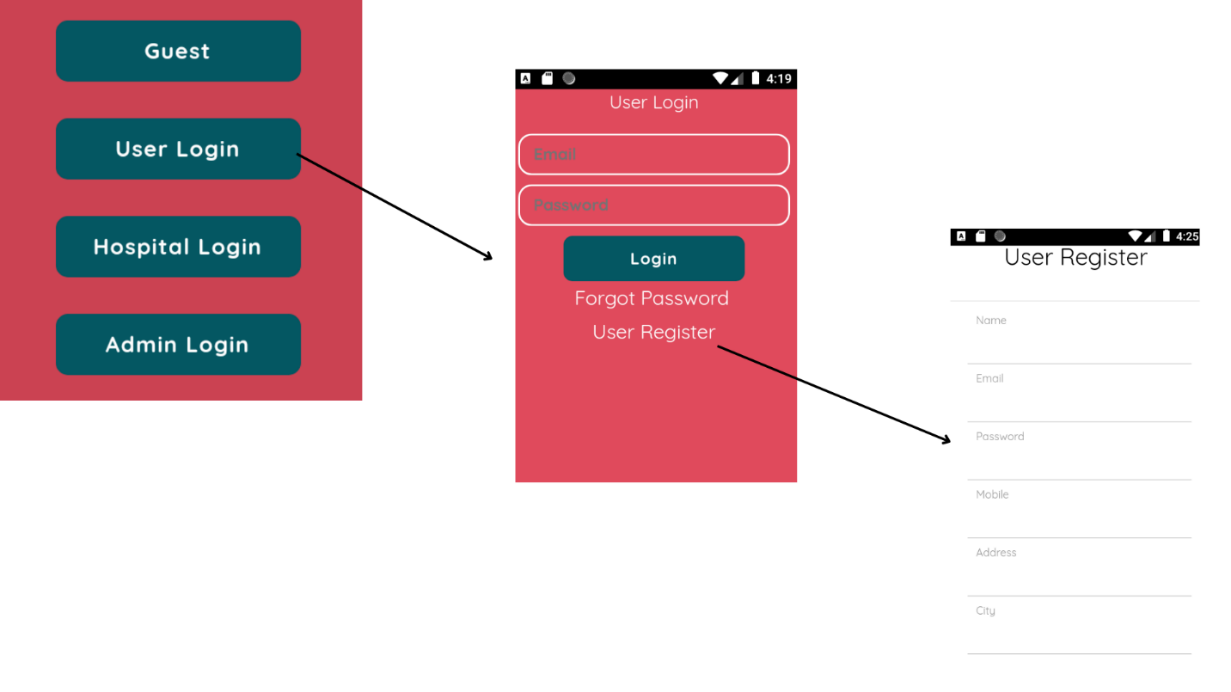 Guest
User Login
Hospital Login
Admin Login
4:19
User Login
Email
Password
Login
Forgot Password
User Register
4:25
User Register
Name
Email
Password
Mobile
Address
City